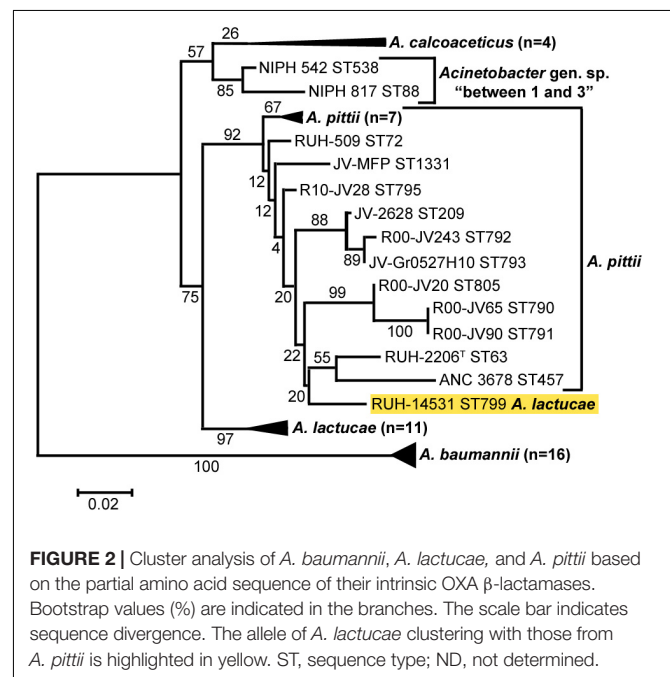 26
A. calcoaceticus (n=4)
57
NIPH 542 ST538
Acinetobacter gen. sp.
"between 1 and 3"
85
NIPH 817 ST88
67
A. pittii (n=7)
92
RUH-509 ST72
JV-MFP ST1331
12
R10-JV28 ST795
12
JV-2628 ST209
88
R00-JV243 ST792
4
89
JV-Gr0527H10 ST793
A. pittii
R00-JV20 ST805
75
20
99
R00-JV65 ST790
100
R00-JV90 ST791
22
55
RUH-2206ᵀ ST63
ANC 3678 ST457
20
RUH-14531 ST799 A. lactucae
A. lactucae (n=11)
97
A. baumannii (n=16)
100
0.02
FIGURE 2 | Cluster analysis of A. baumannii, A. lactucae, and A. pittii based
on the partial amino acid sequence of their intrinsic OXA β-lactamases.
Bootstrap values (%) are indicated in the branches. The scale bar indicates
sequence divergence. The allele of A. lactucae clustering with those from
A. pittii is highlighted in yellow. ST, sequence type; ND, not determined.